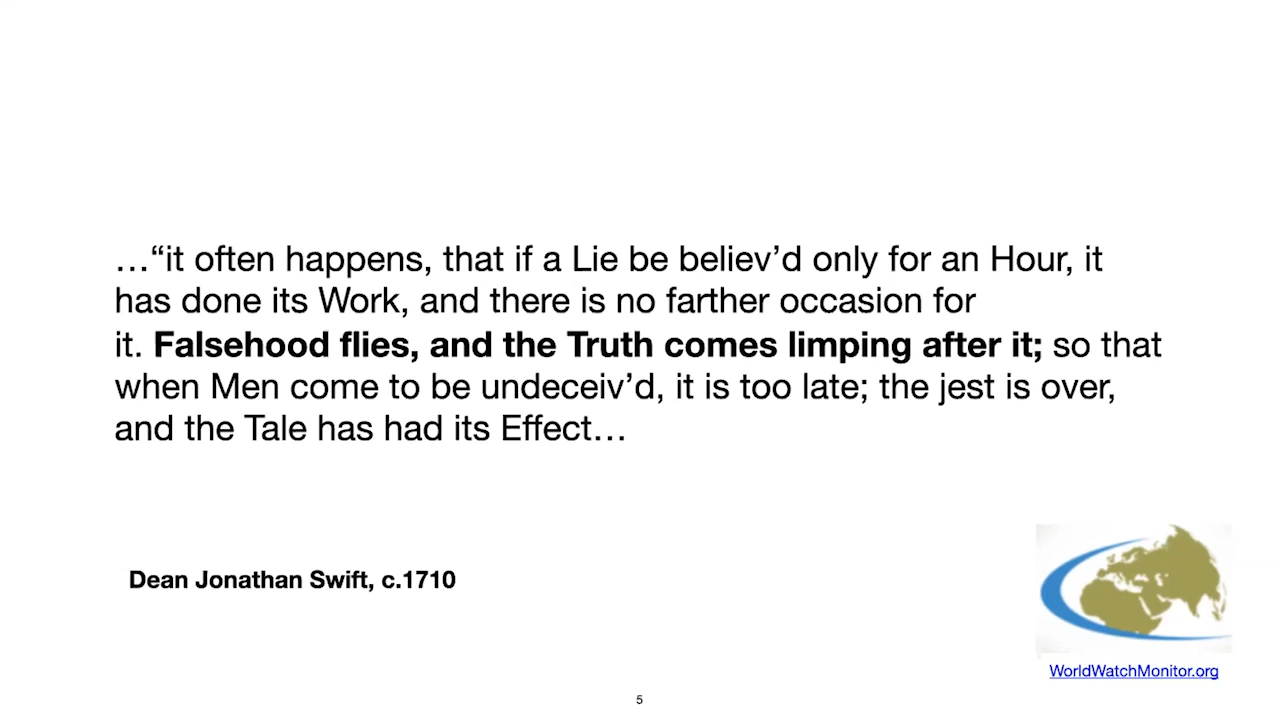 …“it often happens, that if a Lie be believ’d only for an Hour, it
has done its Work, and there is no farther occasion for
it. Falsehood flies, and the Truth comes limping after it; so that
when Men come to be undeceiv’d, it is too late; the jest is over,
and the Tale has had its Effect…
Dean Jonathan Swift, c.1710
WorldWatchMonitor.org
5